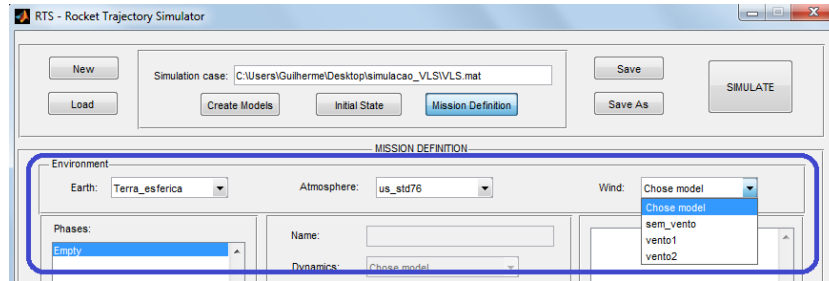 RTS - Rocket Trajectory Simulator
New
Simulation case: C:\Users\Guilherme\Desktop\simulacao_VLS\VLS.mat
Save
SIMULATE
Load
Create Models
Initial State
Mission Definition
Save As
MISSION DEFINITION
Environment
Earth: Terra_esferica
Atmosphere: us_std76
Wind: Chose model
Chose model
sem_vento
vento1
vento2
Phases:
Empty
Name:
Dynamics: Chose model